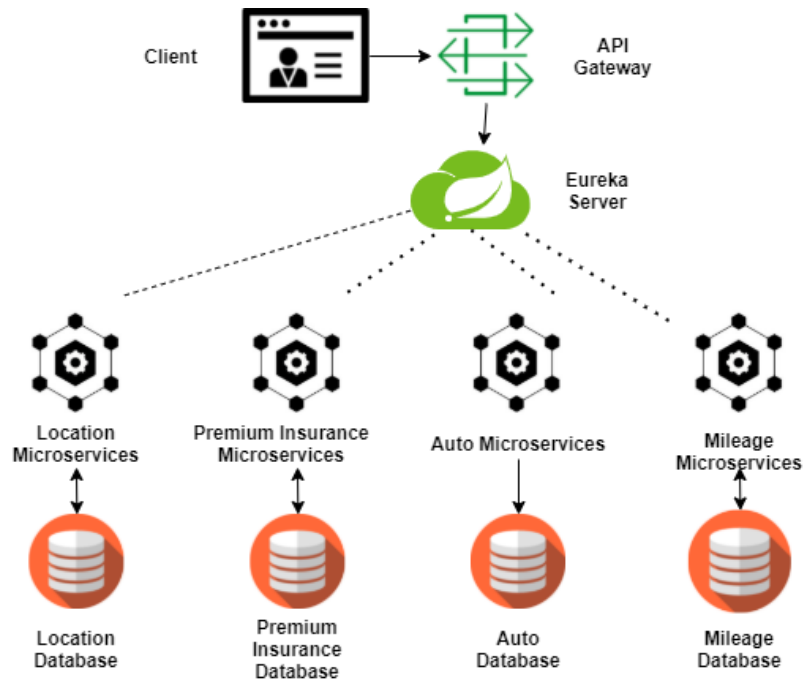 Client
API
Gateway
Eureka
Server
Location
Microservices
Premium Insurance
Microservices
Auto Microservices
Mileage
Microservices
Location
Database
Premium
Insurance
Database
Auto
Database
Mileage
Database